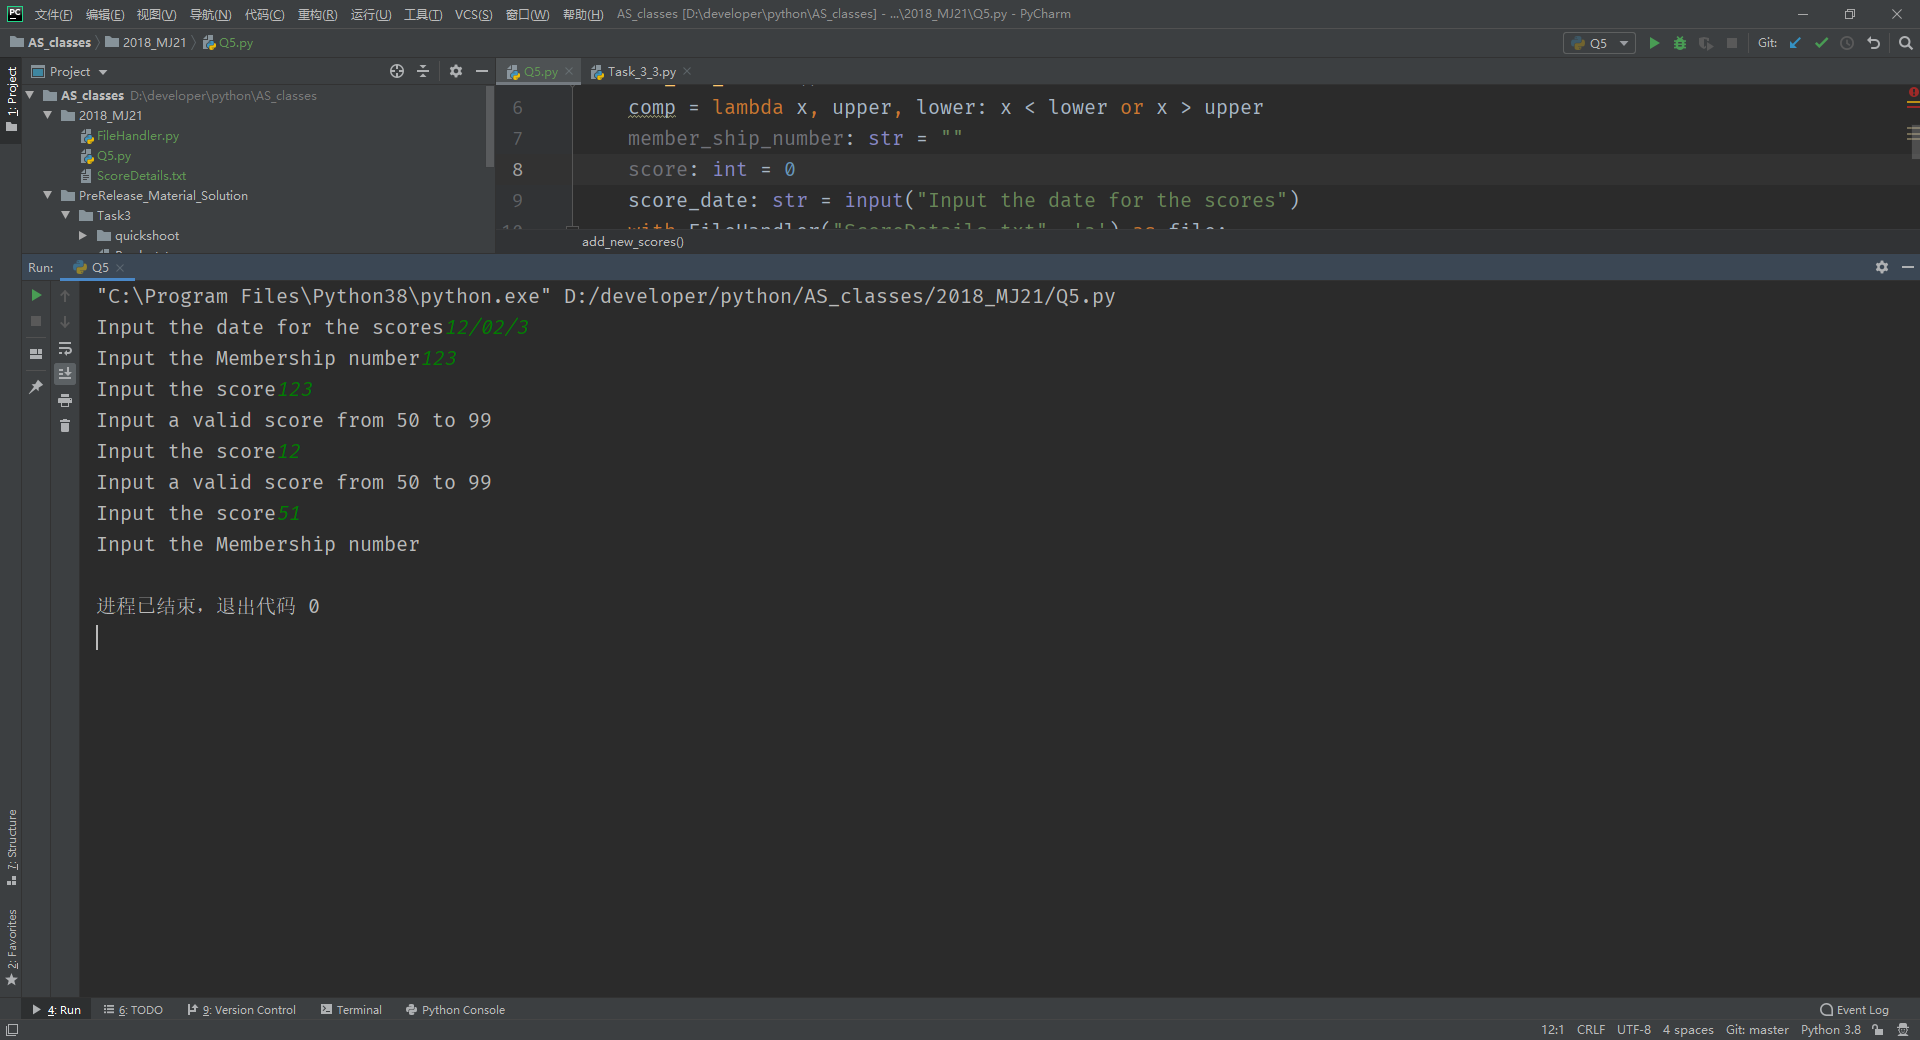 PC 文件(F) 编辑(E) 视图(V) 导航(N) 代码(C) 重构(R) 运行(U) 工具(T) VCS(S) 窗口(W) 帮助(H) AS_classes [D:\developer\python\AS_classes] - ...\2018_MJ21\Q5.py - PyCharm
AS_classes 2018_MJ21 Q5.py Q5 Git:
1: Project
Project
Q5.py Task_3_3.py
AS_classes D:\developer\python\AS_classes
2018_MJ21
FileHandler.py
Q5.py
ScoreDetails.txt
PreRelease_Material_Solution
Task3
quickshoot
6 comp = lambda x, upper, lower: x < lower or x > upper
7 member_ship_number: str = ""
8 score: int = 0
9 score_date: str = input("Input the date for the scores")
10 with FileHandler("ScoreDetails.txt", 'a') as file:
add_new_scores()
Run: Q5
"C:\Program Files\Python38\python.exe" D:/developer/python/AS_classes/2018_MJ21/Q5.py
Input the date for the scores12/02/3
Input the Membership number123
Input the score123
Input a valid score from 50 to 99
Input the score12
Input a valid score from 50 to 99
Input the score51
Input the Membership number
进程已结束，退出代码 0
7: Structure
2: Favorites
4: Run 6: TODO 9: Version Control Terminal Python Console Event Log
12:1 CRLF UTF-8 4 spaces Git: master Python 3.8